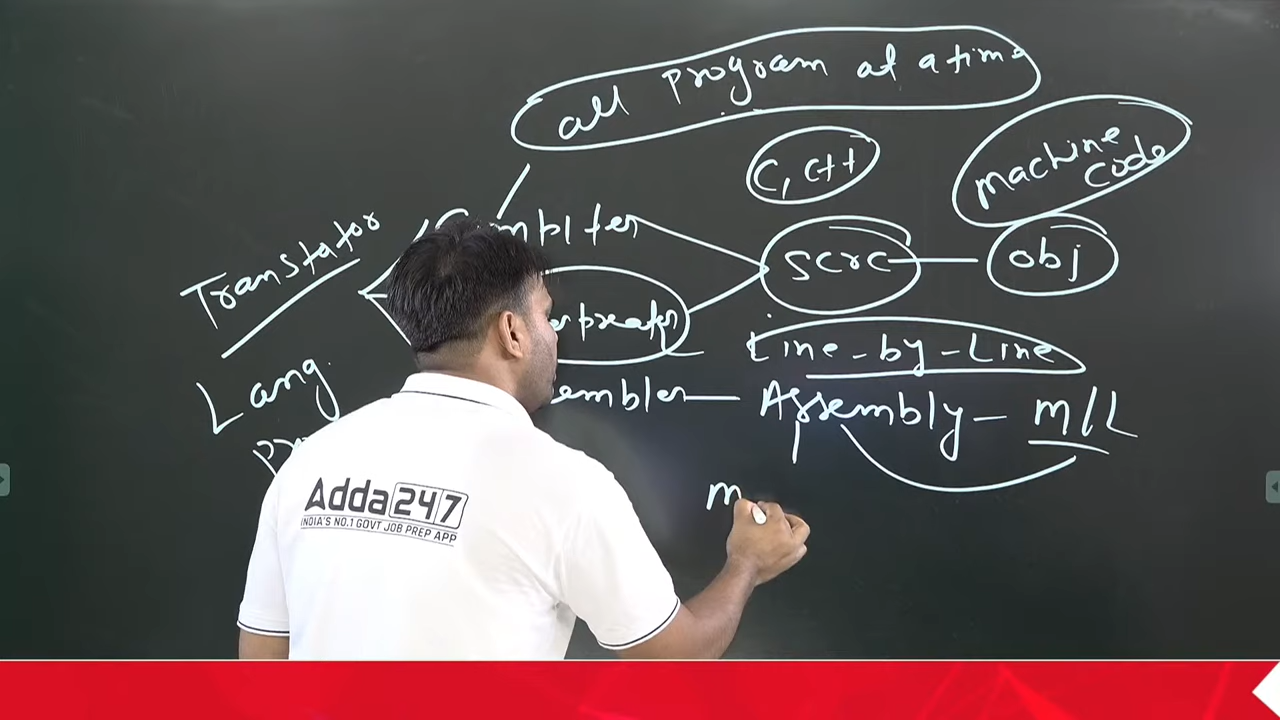 all program at a time
C, C++
machine
code
Translator
scrc
obj
Line-by-Line
Lang
Assembly - m/L
m
Adda247
INDIA'S NO.1 GOVT JOB PREP APP